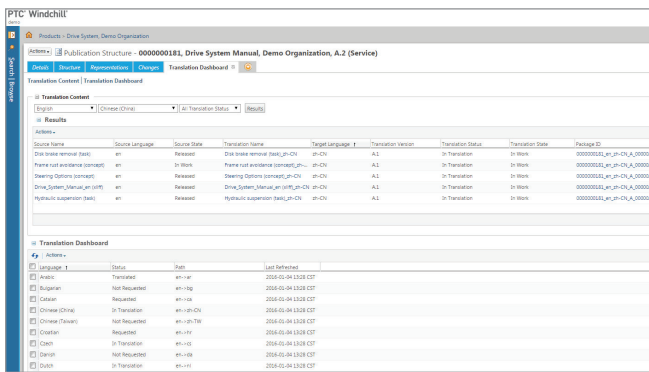 PTC® Windchill®
demo
Products > Drive System, Demo Organization
Actions Publication Structure - 0000000181, Drive System Manual, Demo Organization, A.2 (Service)
Details Structure Representations Changes Translation Dashboard
Search | Browse
Translation Content | Translation Dashboard
Translation Content
English Chinese (China) All Translation Status Results
Results
Actions
Source Name Source Language Source State Translation Name Target Language ↑ Translation Version Translation Status Translation State Package ID
Disk brake removal (task) en Released Disk brake removal (task)_zh-CN zh-CN A.1 In Translation In Work 0000000181_en_zh-CN_A_00000
Frame rust avoidance (concept) en In Work Frame rust avoidance (concept)_zh-... zh-CN A.1 In Translation In Work 0000000181_en_zh-CN_A_00000
Steering Options (concept) en Released Steering Options (concept)_zh-CN zh-CN A.1 In Translation In Work 0000000181_en_zh-CN_A_00000
Drive_System_Manual_en (xliff) en Released Drive_System_Manual_en (xliff)_zh-CN zh-CN A.1 In Translation In Work 0000000181_en_zh-CN_A_00000
Hydraulic suspension (task) en Released Hydraulic suspension (task)_zh-CN zh-CN A.1 In Translation In Work 0000000181_en_zh-CN_A_00000
Translation Dashboard
Actions
Language ↑ Status Path Last Refreshed
Arabic Translated en->ar 2016-01-04 13:28 CST
Bulgarian Not Requested en->bg 2016-01-04 13:28 CST
Catalan Requested en->ca 2016-01-04 13:28 CST
Chinese (China) In Translation en->zh-CN 2016-01-04 13:28 CST
Chinese (Taiwan) Not Requested en->zh-TW 2016-01-04 13:28 CST
Croatian Requested en->hr 2016-01-04 13:28 CST
Czech In Translation en->cs 2016-01-04 13:28 CST
Danish Not Requested en->da 2016-01-04 13:28 CST
Dutch In Translation en->nl 2016-01-04 13:28 CST